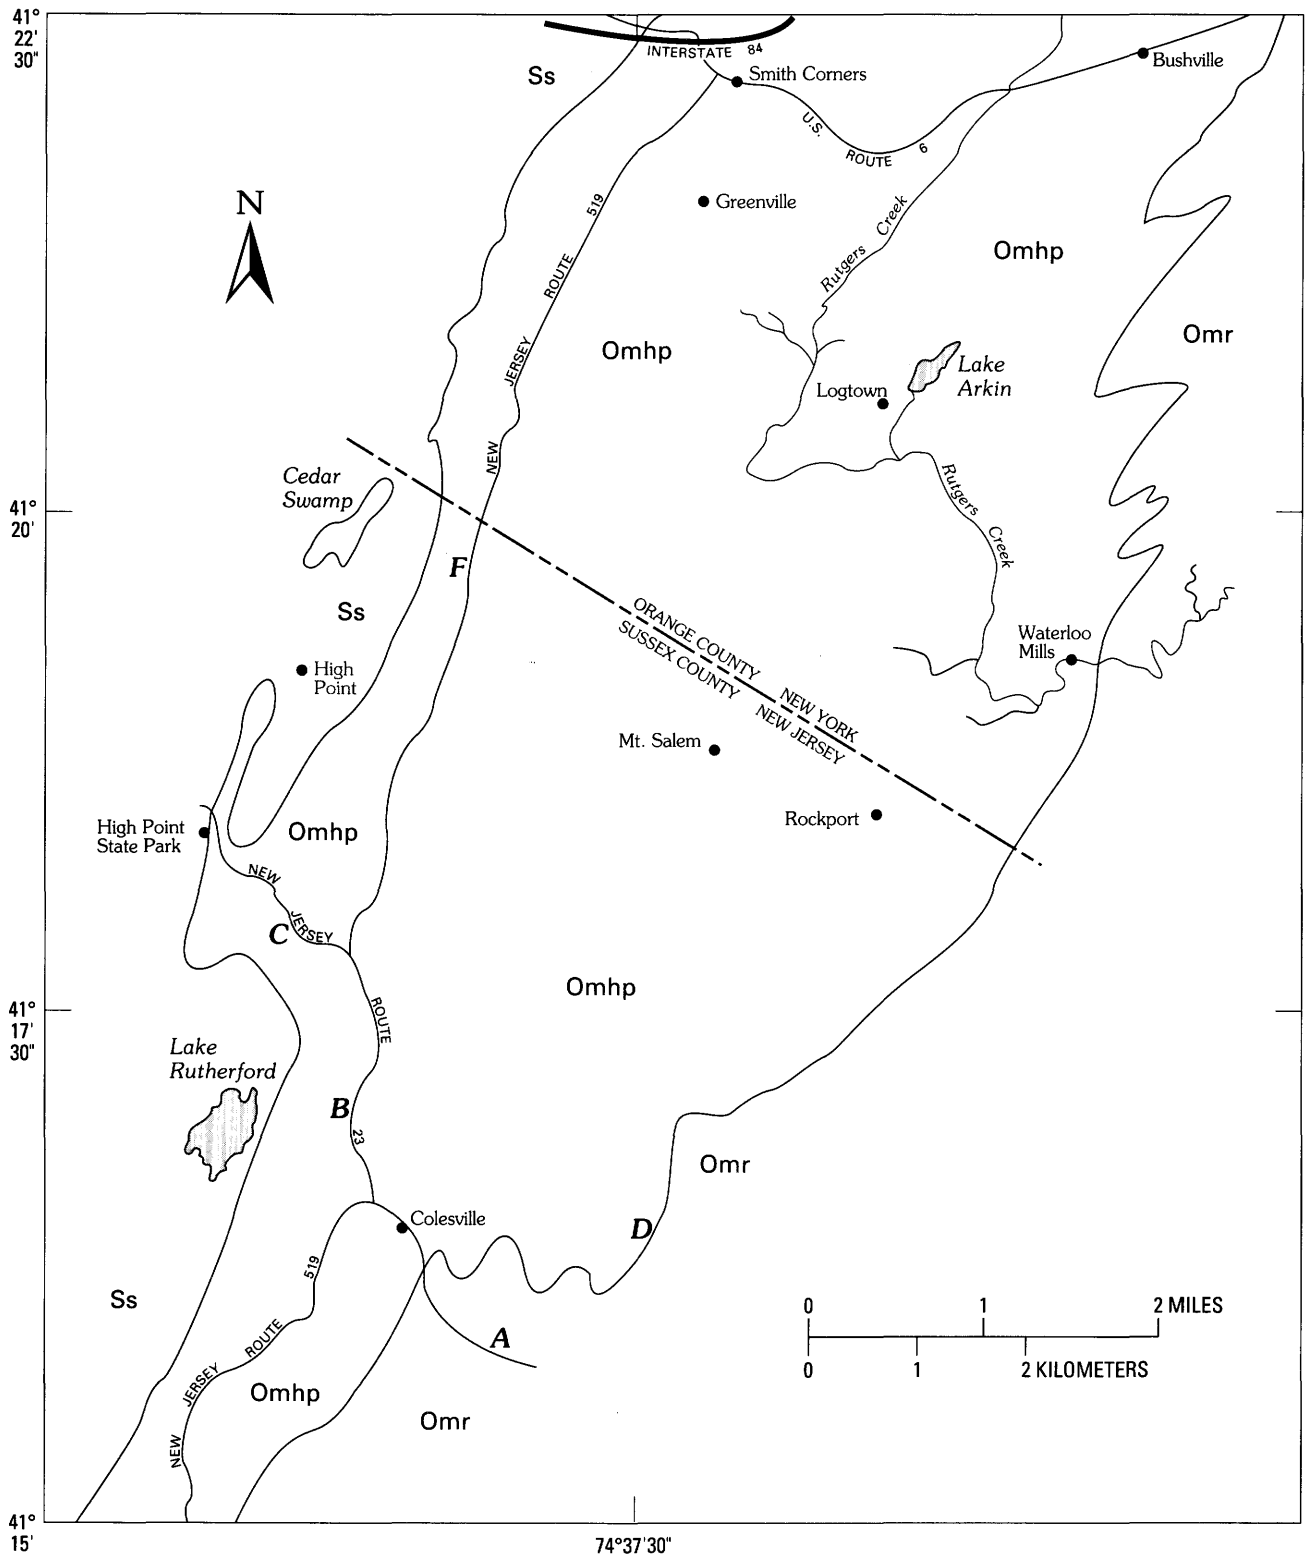 41°
22'
30"
INTERSTATE 84
Ss
Smith Corners
Bushville
U.S. ROUTE 6
N
519
Greenville
Rutgers Creek
Omhp
ROUTE
Omhp
Omr
JERSEY
Lake
Arkin
Logtown
NEW
Cedar
Swamp
Rutgers Creek
41°
20'
F
Ss
ORANGE COUNTY
SUSSEX COUNTY
Waterloo
Mills
High
Point
NEW YORK
NEW JERSEY
Mt. Salem
Rockport
High Point
State Park
Omhp
NEW
JERSEY
C
Omhp
ROUTE
41°
17'
30"
Lake
Rutherford
B
23
Omr
Colesville
D
519
Ss
0 1 2 MILES
ROUTE
A
0 1 2 KILOMETERS
JERSEY
Omhp
Omr
NEW
41°
15'
74°37'30"